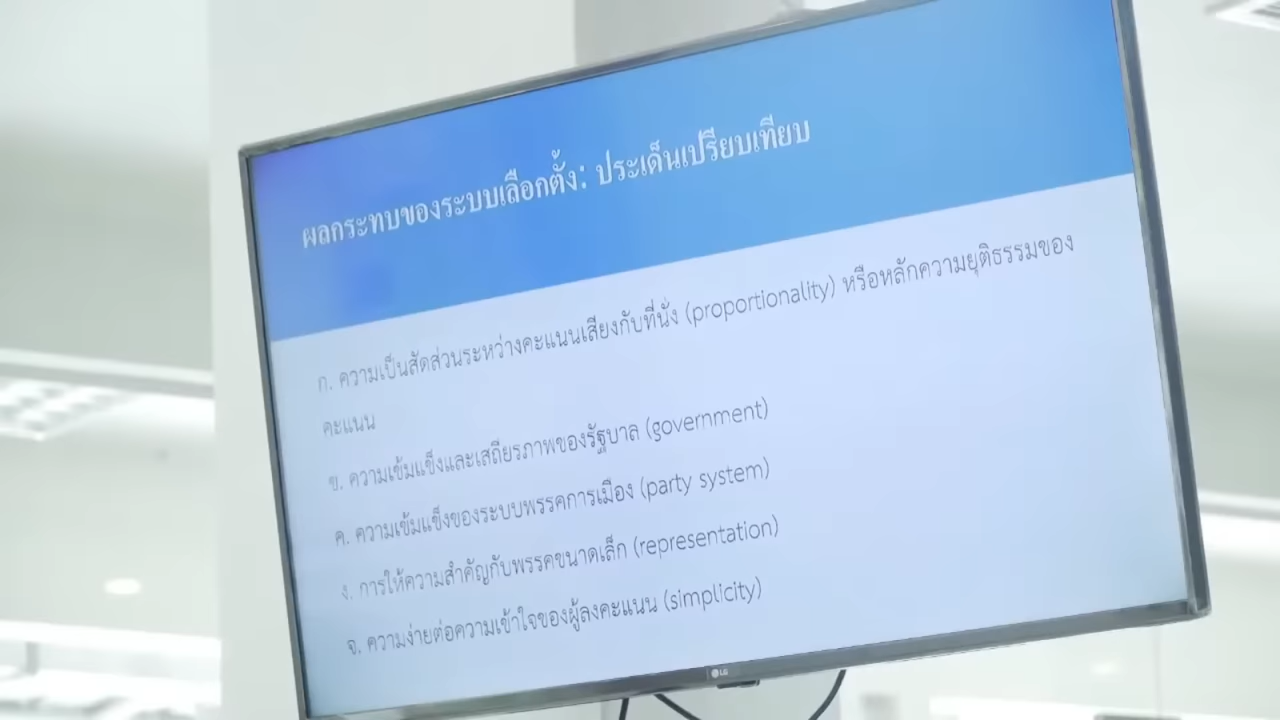 ผลกระทบของระบบเลือกตั้ง: ประเด็นเปรียบเทียบ
ก. ความเป็นสัดส่วนระหว่างคะแนนเสียงกับที่นั่ง (proportionality) หรือหลักความยุติธรรมของ
คะแนน
ข. ความเข้มแข็งและเสถียรภาพของรัฐบาล (government)
ค. ความเข้มแข็งของระบบพรรคการเมือง (party system)
ง. การให้ความสำคัญกับพรรคขนาดเล็ก (representation)
จ. ความง่ายต่อความเข้าใจของผู้ลงคะแนน (simplicity)
LG